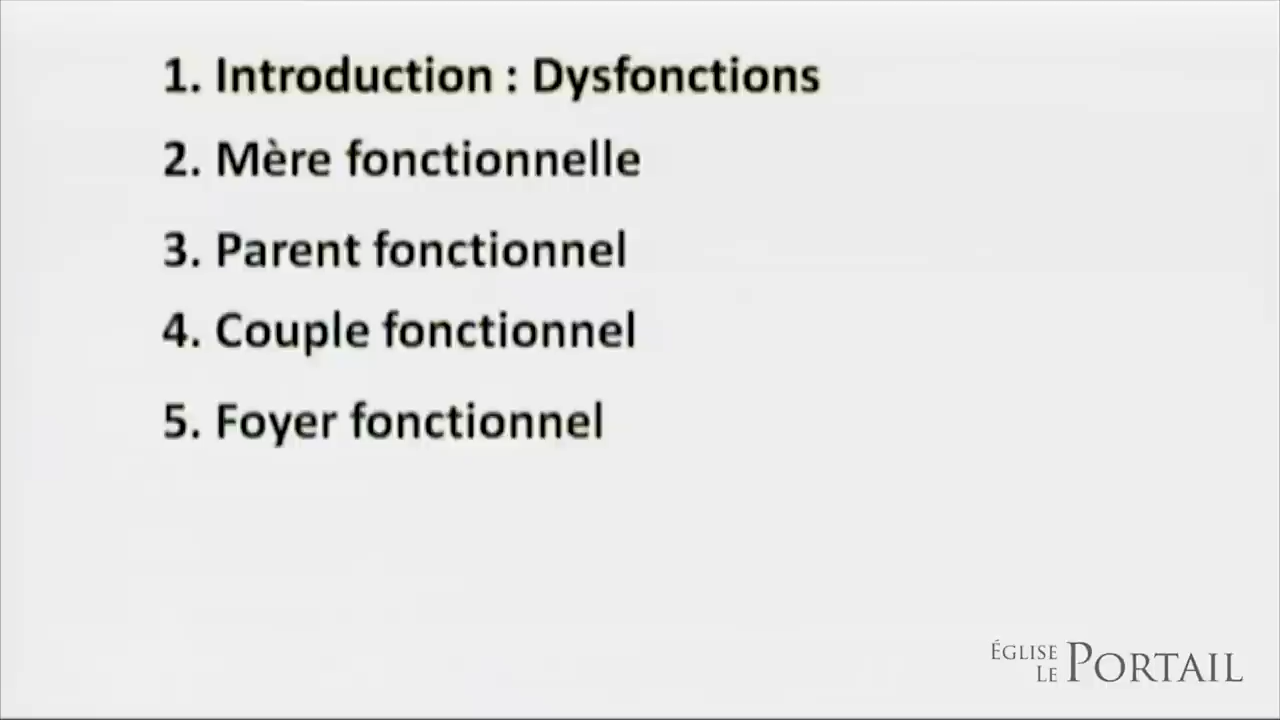 1. Introduction : Dysfonctions
2. Mère fonctionnelle
3. Parent fonctionnel
4. Couple fonctionnel
5. Foyer fonctionnel
ÉGLISE
LE PORTAIL